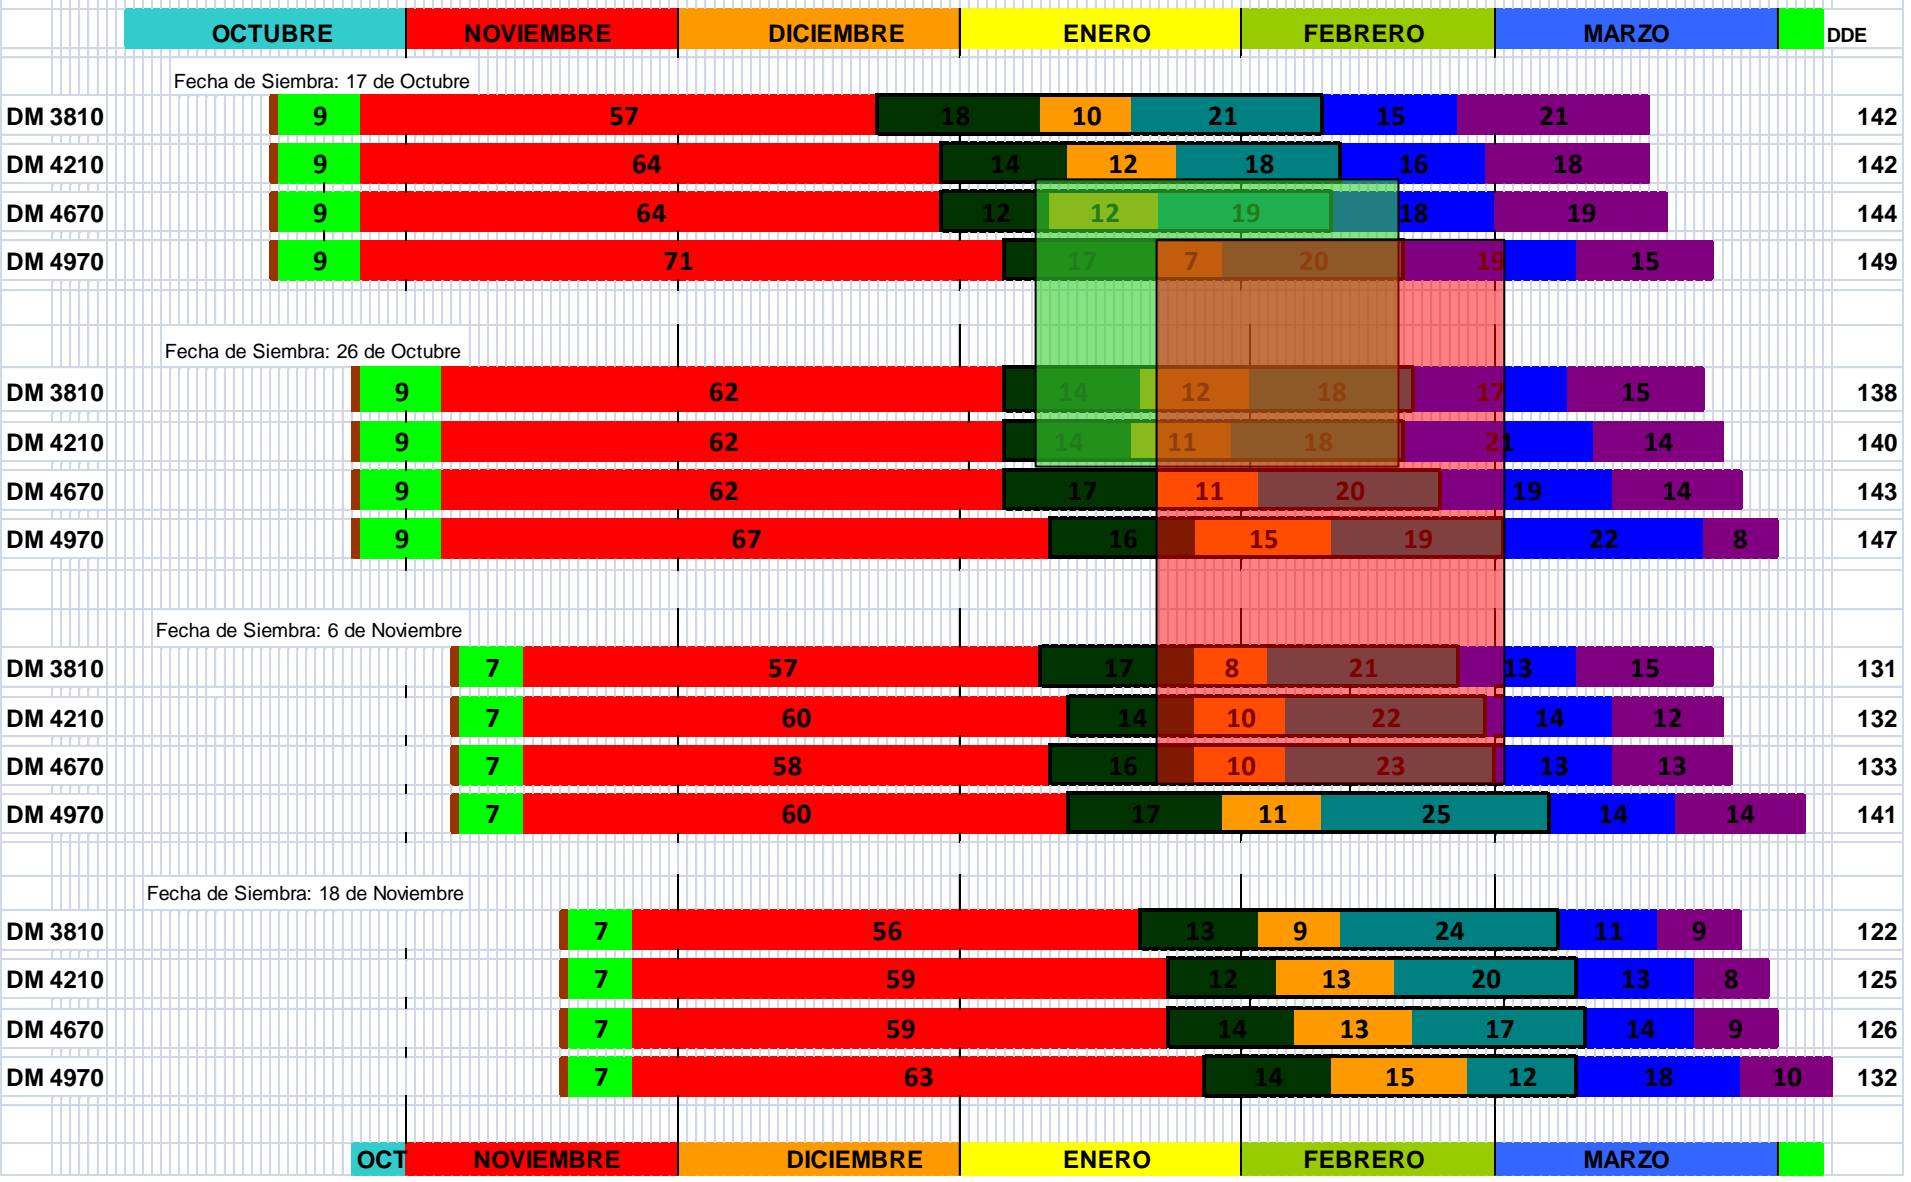 OCTUBRE NOVIEMBRE DICIEMBRE ENERO FEBRERO MARZO DDE
Fecha de Siembra: 17 de Octubre
DM 3810 9 57 18 10 21 15 21 142
DM 4210 9 64 14 12 18 16 18 142
DM 4670 9 64 12 12 19 18 19 144
DM 4970 9 71 17 7 20 19 15 149
Fecha de Siembra: 26 de Octubre
DM 3810 9 62 14 12 18 17 15 138
DM 4210 9 62 14 11 18 21 14 140
DM 4670 9 62 17 11 20 19 14 143
DM 4970 9 67 16 15 19 22 8 147
Fecha de Siembra: 6 de Noviembre
DM 3810 7 57 17 8 21 13 15 131
DM 4210 7 60 14 10 22 14 12 132
DM 4670 7 58 16 10 23 13 13 133
DM 4970 7 60 17 11 25 14 14 141
Fecha de Siembra: 18 de Noviembre
DM 3810 7 56 13 9 24 11 9 122
DM 4210 7 59 12 13 20 13 8 125
DM 4670 7 59 14 13 17 14 9 126
DM 4970 7 63 14 15 12 18 10 132
OCT NOVIEMBRE DICIEMBRE ENERO FEBRERO MARZO